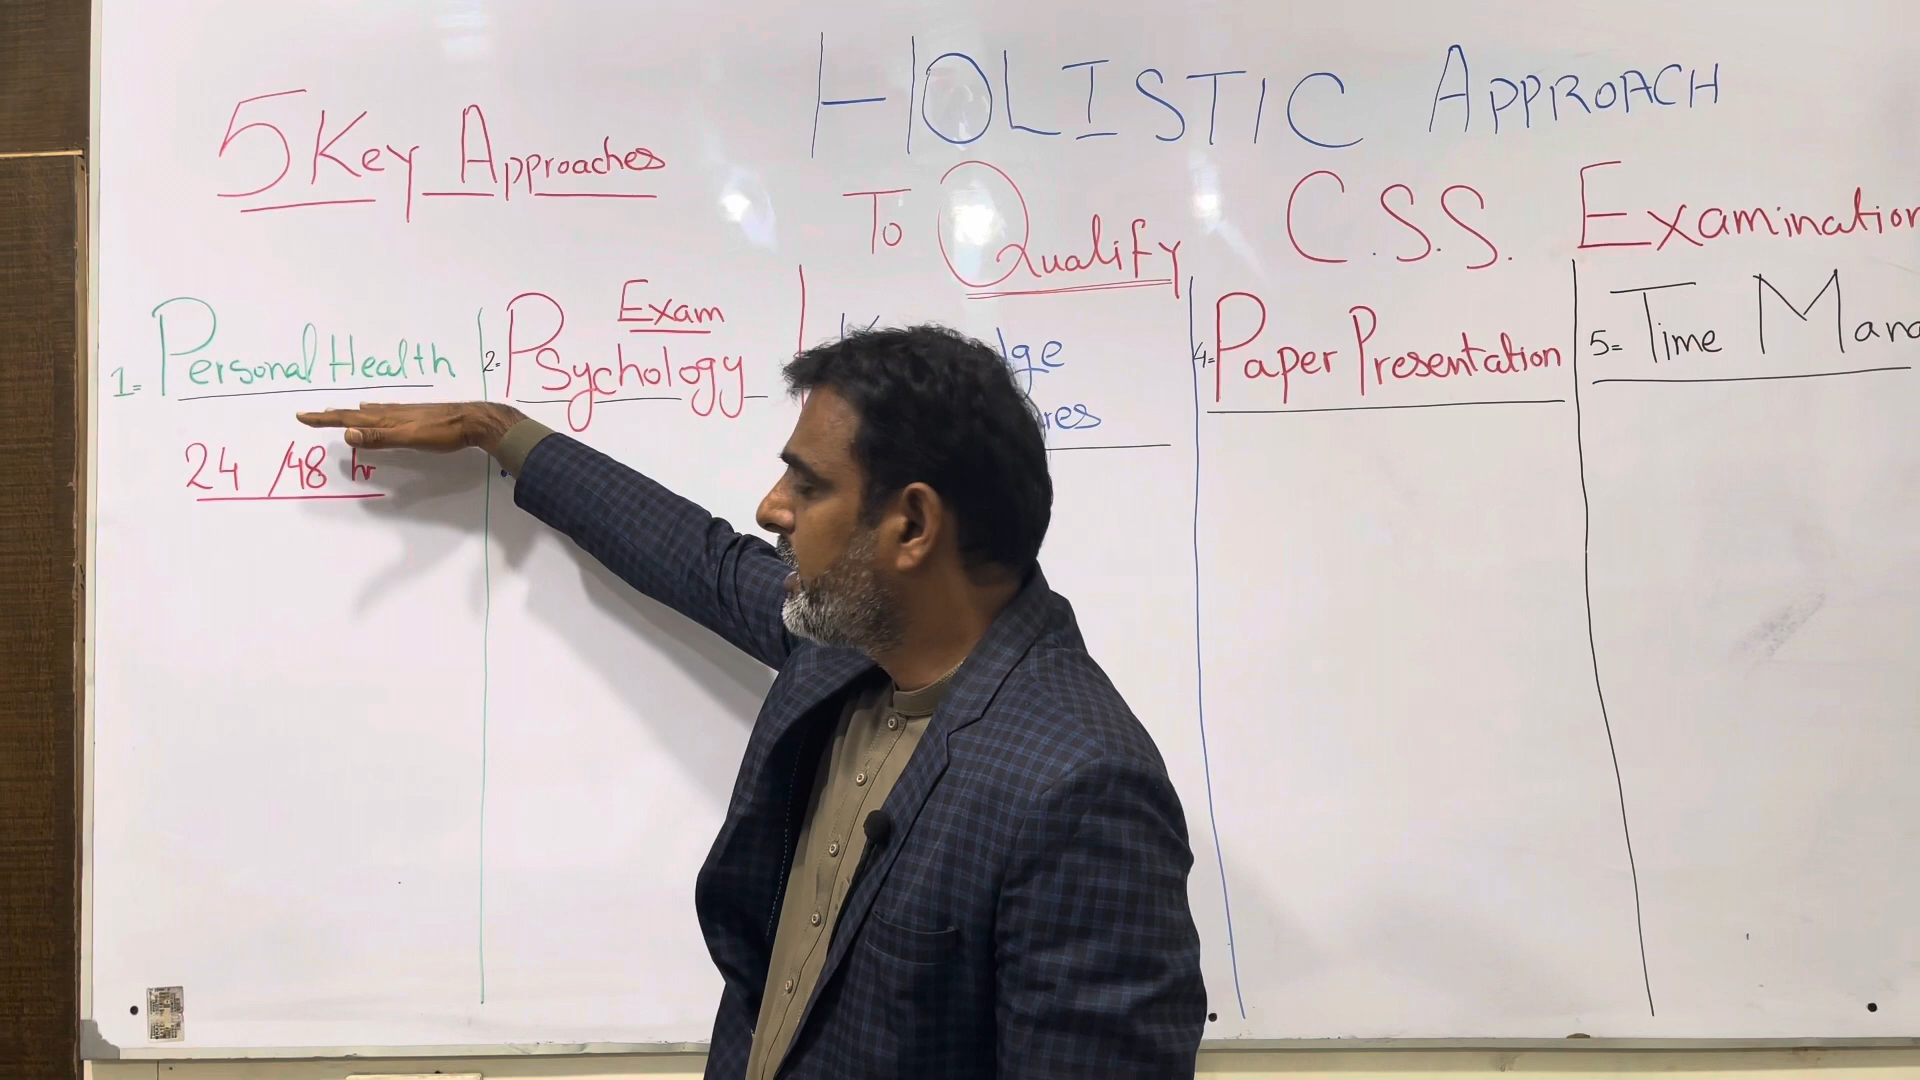 HOLISTIC APPROACH
5 Key Approaches
To Qualify C.S.S. Examination
1= Personal Health
2= Exam Psychology
4= Paper Presentation
5= Time
24 /48 hr